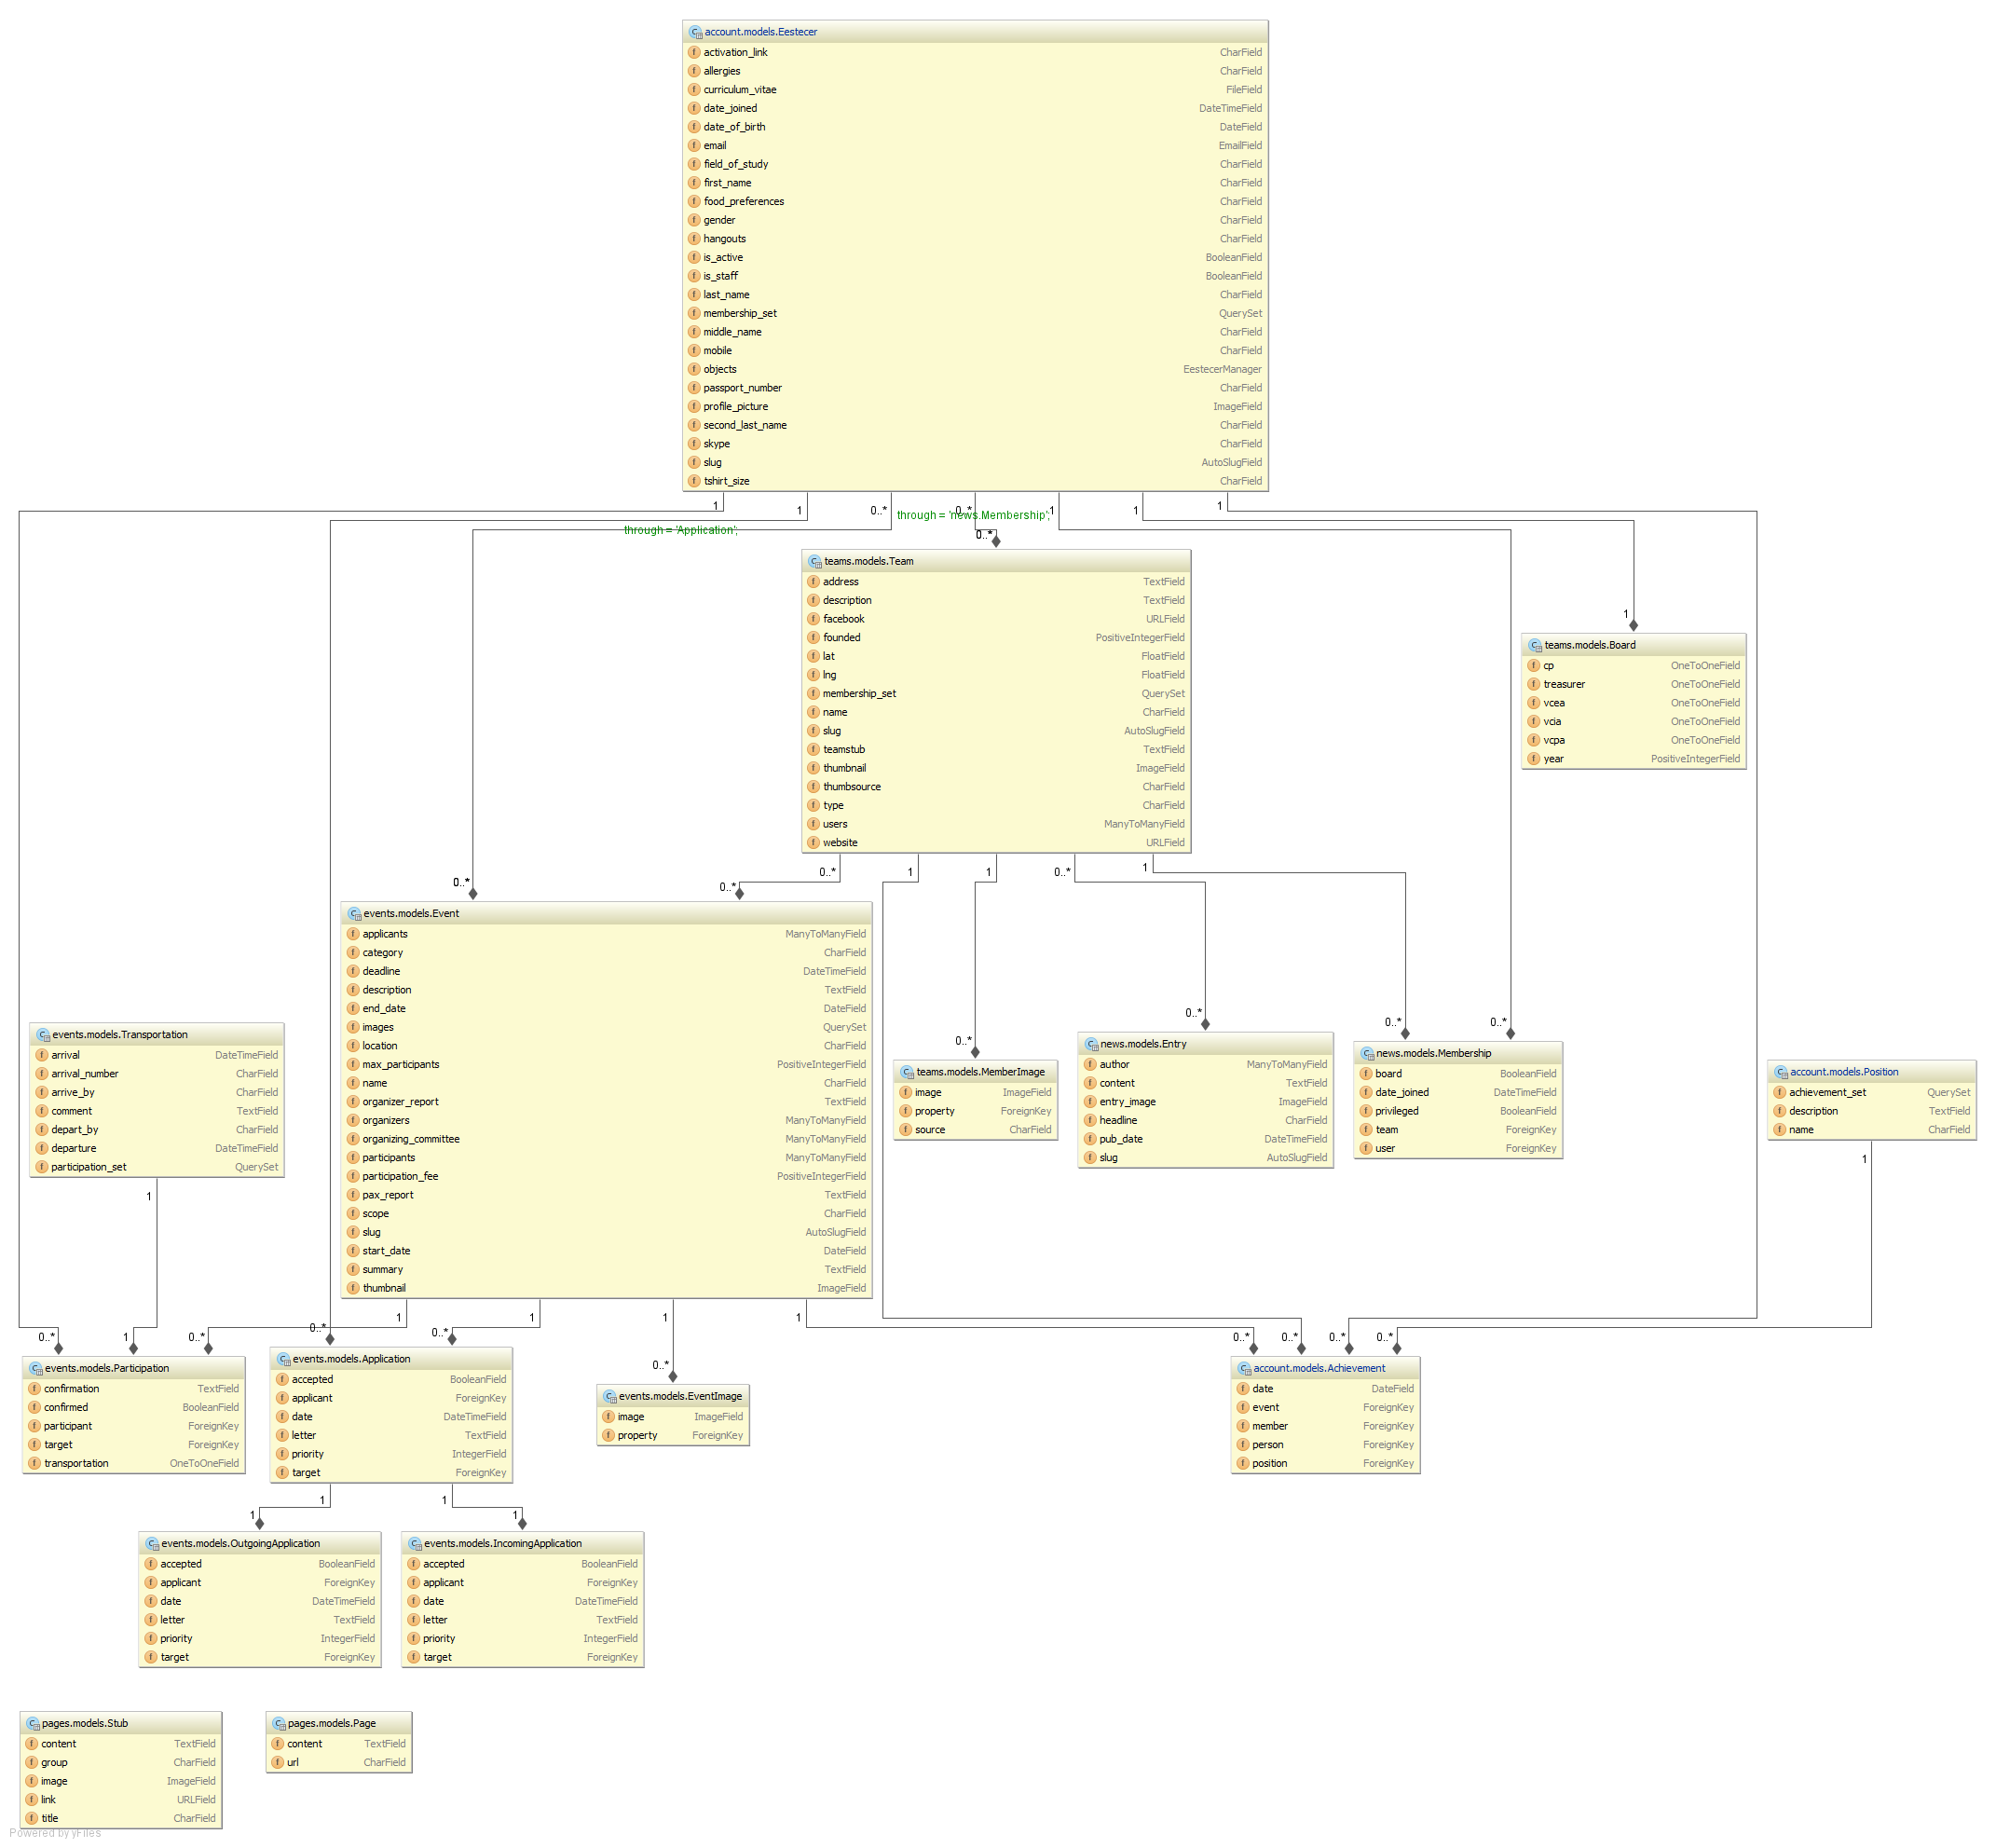 account.models.Eestecer
activation_link CharField
allergies CharField
curriculum_vitae FileField
date_joined DateTimeField
date_of_birth DateField
email EmailField
field_of_study CharField
first_name CharField
food_preferences CharField
gender CharField
hangouts CharField
is_active BooleanField
is_staff BooleanField
last_name CharField
membership_set QuerySet
middle_name CharField
mobile CharField
objects EestecerManager
passport_number CharField
profile_picture ImageField
second_last_name CharField
skype CharField
slug AutoSlugField
tshirt_size CharField
1 1 0..* 0..* 1 1 1
through = 'Application';
through = 'news.Membership';
0..*
teams.models.Team
address TextField
description TextField
facebook URLField
founded PositiveIntegerField
lat FloatField
lng FloatField
membership_set QuerySet
name CharField
slug AutoSlugField
teamstub TextField
thumbnail ImageField
thumbsource CharField
type CharField
users ManyToManyField
website URLField
0..* 1 1 0..* 1
1
teams.models.Board
cp OneToOneField
treasurer OneToOneField
vcea OneToOneField
vcia OneToOneField
vcpa OneToOneField
year PositiveIntegerField
0..* 0..*
events.models.Event
applicants ManyToManyField
category CharField
deadline DateTimeField
description TextField
end_date DateField
images QuerySet
location CharField
max_participants PositiveIntegerField
name CharField
organizer_report TextField
organizers ManyToManyField
organizing_committee ManyToManyField
participants ManyToManyField
participation_fee PositiveIntegerField
pax_report TextField
scope CharField
slug AutoSlugField
start_date DateField
summary TextField
thumbnail ImageField
1 1 1 1
events.models.Transportation
arrival DateTimeField
arrival_number CharField
arrive_by CharField
comment TextField
depart_by CharField
departure DateTimeField
participation_set QuerySet
1
0..*
teams.models.MemberImage
image ImageField
property ForeignKey
source CharField
0..*
news.models.Entry
author ManyToManyField
content TextField
entry_image ImageField
headline CharField
pub_date DateTimeField
slug AutoSlugField
0..* 0..*
news.models.Membership
board BooleanField
date_joined DateTimeField
privileged BooleanField
team ForeignKey
user ForeignKey
account.models.Position
achievement_set QuerySet
description TextField
name CharField
1
0..* 1 0..*
events.models.Participation
confirmation TextField
confirmed BooleanField
participant ForeignKey
target ForeignKey
transportation OneToOneField
0..* 0..*
events.models.Application
accepted BooleanField
applicant ForeignKey
date DateTimeField
letter TextField
priority IntegerField
target ForeignKey
1 1
0..*
events.models.EventImage
image ImageField
property ForeignKey
0..* 0..* 0..* 0..*
account.models.Achievement
date DateField
event ForeignKey
member ForeignKey
person ForeignKey
position ForeignKey
1
events.models.OutgoingApplication
accepted BooleanField
applicant ForeignKey
date DateTimeField
letter TextField
priority IntegerField
target ForeignKey
1
events.models.IncomingApplication
accepted BooleanField
applicant ForeignKey
date DateTimeField
letter TextField
priority IntegerField
target ForeignKey
pages.models.Stub
content TextField
group CharField
image ImageField
link URLField
title CharField
pages.models.Page
content TextField
url CharField
Powered by yFiles